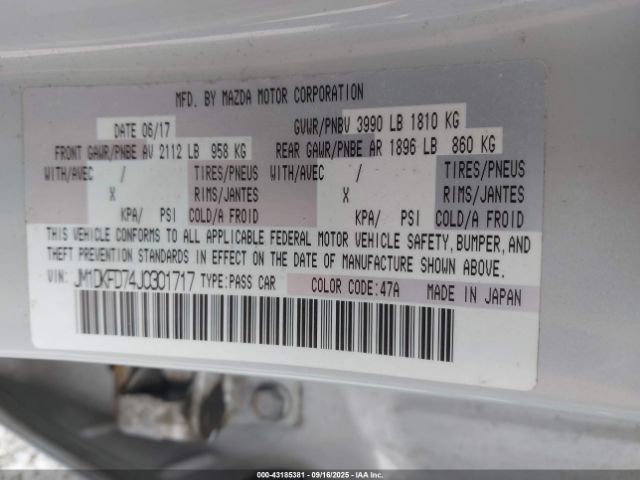 MFD. BY MAZDA MOTOR CORPORATION
DATE 06/17 GVWR/PNBV 3990 LB 1810 KG
FRONT GAWR/PNBE AV 2112 LB 958 KG REAR GAWR/PNBE AR 1896 LB 860 KG
WITH/AVEC / TIRES/PNEUS WITH/AVEC / TIRES/PNEUS
X RIMS/JANTES X RIMS/JANTES
KPA/ PSI COLD/A FROID KPA/ PSI COLD/A FROID
THIS VEHICLE CONFORMS TO ALL APPLICABLE FEDERAL MOTOR VEHICLE SAFETY, BUMPER, AND
THEFT PREVENTION STANDARDS IN EFFECT ON THE DATE OF MANUFACTURE SHOWN ABOVE.
VIN: JM1DKFD74J0301717 TYPE: PASS CAR COLOR CODE: 47A MADE IN JAPAN
000-43185381 - 09/16/2025 - IAA, Inc.